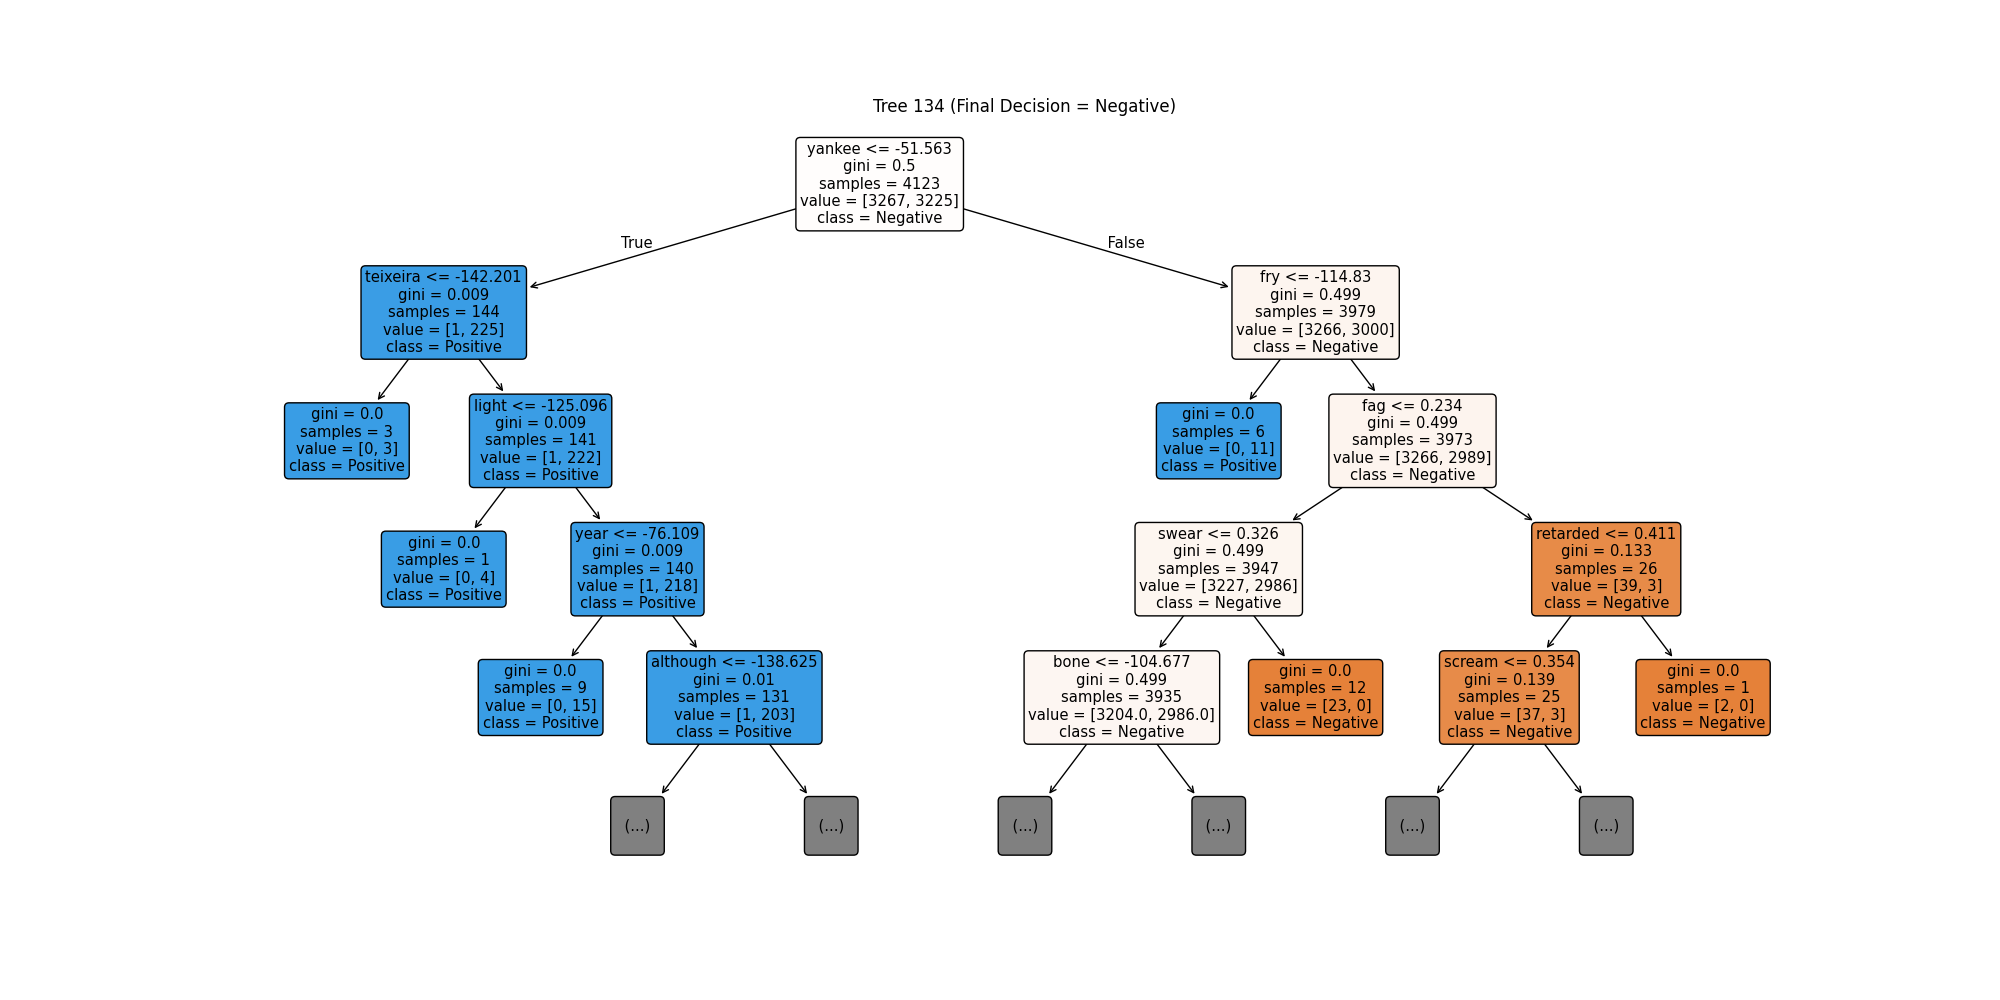 Tree 134 (Final Decision = Negative)
yankee <= -51.563
gini = 0.5
samples = 4123
value = [3267, 3225]
class = Negative
True
False
teixeira <= -142.201
gini = 0.009
samples = 144
value = [1, 225]
class = Positive
fry <= -114.83
gini = 0.499
samples = 3979
value = [3266, 3000]
class = Negative
gini = 0.0
samples = 3
value = [0, 3]
class = Positive
light <= -125.096
gini = 0.009
samples = 141
value = [1, 222]
class = Positive
gini = 0.0
samples = 6
value = [0, 11]
class = Positive
fag <= 0.234
gini = 0.499
samples = 3973
value = [3266, 2989]
class = Negative
gini = 0.0
samples = 1
value = [0, 4]
class = Positive
year <= -76.109
gini = 0.009
samples = 140
value = [1, 218]
class = Positive
swear <= 0.326
gini = 0.499
samples = 3947
value = [3227, 2986]
class = Negative
retarded <= 0.411
gini = 0.133
samples = 26
value = [39, 3]
class = Negative
gini = 0.0
samples = 9
value = [0, 15]
class = Positive
although <= -138.625
gini = 0.01
samples = 131
value = [1, 203]
class = Positive
bone <= -104.677
gini = 0.499
samples = 3935
value = [3204.0, 2986.0]
class = Negative
gini = 0.0
samples = 12
value = [23, 0]
class = Negative
scream <= 0.354
gini = 0.139
samples = 25
value = [37, 3]
class = Negative
gini = 0.0
samples = 1
value = [2, 0]
class = Negative
(...)
(...)
(...)
(...)
(...)
(...)